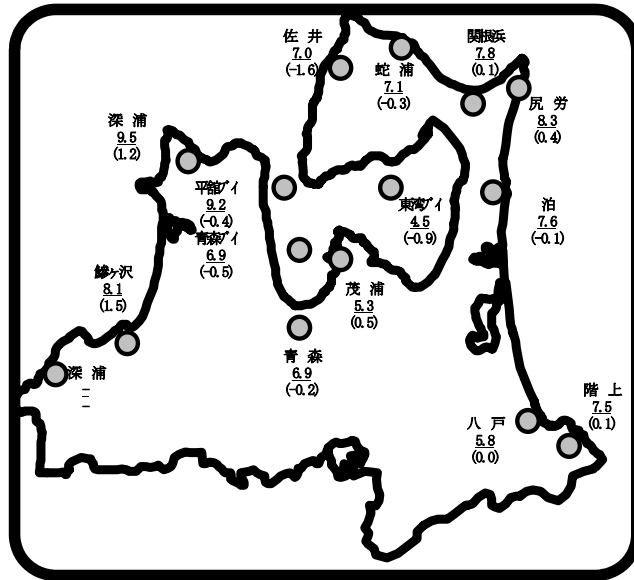 佐 井
7.0
(-1.6)
蛇 浦
7.1
(-0.3)
関根浜
7.8
(0.1)
尻 労
8.3
(0.4)
深 浦
9.5
(1.2)
平舘ブイ
9.2
(-0.4)
青森ブイ
6.9
(-0.5)
東湾ブイ
4.5
(-0.9)
泊
7.6
(-0.1)
鰺ヶ沢
8.1
(1.5)
茂 浦
5.3
(0.5)
青 森
6.9
(-0.2)
深 浦
--
--
階 上
7.5
(0.1)
八 戸
5.8
(0.0)